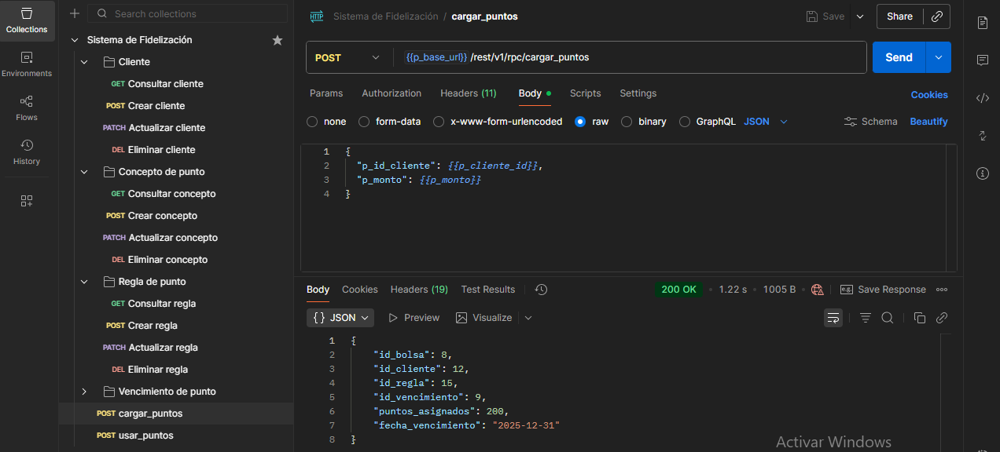 Collections
Environments
Flows
History
Search collections
Sistema de Fidelización
Cliente
GET Consultar cliente
POST Crear cliente
PATCH Actualizar cliente
DEL Eliminar cliente
Concepto de punto
GET Consultar concepto
POST Crear concepto
PATCH Actualizar concepto
DEL Eliminar concepto
Regla de punto
GET Consultar regla
POST Crear regla
PATCH Actualizar regla
DEL Eliminar regla
Vencimiento de punto
POST cargar_puntos
POST usar_puntos
HTTP Sistema de Fidelización / cargar_puntos
Save Share
POST {{p_base_url}} /rest/v1/rpc/cargar_puntos Send
Params Authorization Headers (11) Body Scripts Settings Cookies
none form-data x-www-form-urlencoded raw binary GraphQL JSON Schema Beautify
1 {
2 "p_id_cliente": {{p_cliente_id}},
3 "p_monto": {{p_monto}}
4 }
Body Cookies Headers (19) Test Results 200 OK • 1.22 s • 1005 B e.g. Save Response
{} JSON Preview Visualize
1 {
2 "id_bolsa": 8,
3 "id_cliente": 12,
4 "id_regla": 15,
5 "id_vencimiento": 9,
6 "puntos_asignados": 200,
7 "fecha_vencimiento": "2025-12-31"
8 }
Activar Windows